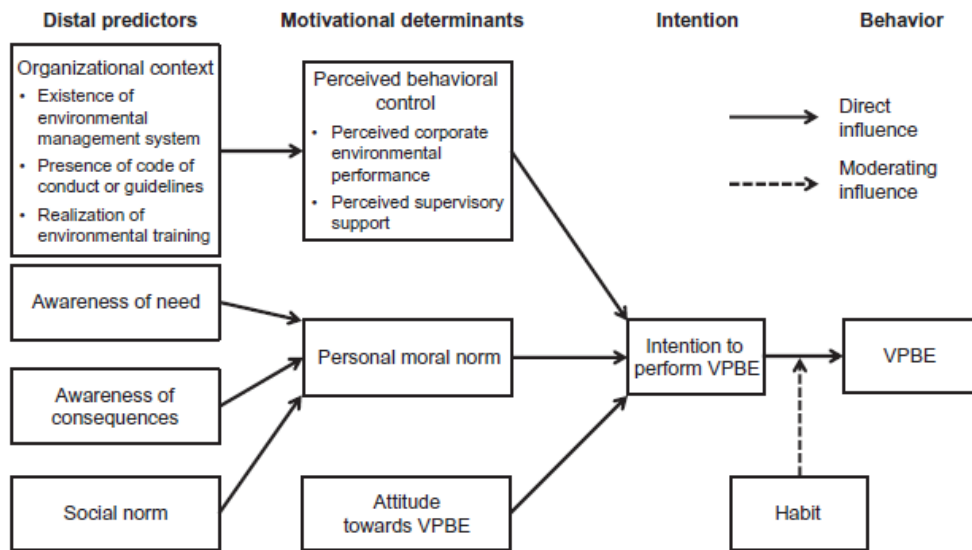 Distal predictors
Motivational determinants
Intention
Behavior
Organizational context
• Existence of
environmental
management system
• Presence of code of
conduct or guidelines
• Realization of
environmental training
Perceived behavioral
control
• Perceived corporate
environmental
performance
• Perceived supervisory
support
Direct
influence
Moderating
influence
Awareness of need
Personal moral norm
Intention to
perform VPBE
VPBE
Awareness of
consequences
Social norm
Attitude
towards VPBE
Habit